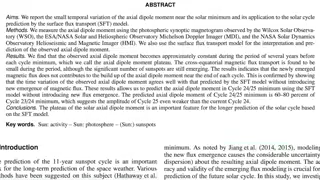 ABSTRACT
Aims. We report the small temporal variation of the axial dipole moment near the solar minimum and its application to the solar cycle
prediction by the surface flux transport (SFT) model.
Methods. We measure the axial dipole moment using the photospheric synoptic magnetogram observed by the Wilcox Solar Observa-
tory (WSO), the ESA/NASA Solar and Heliospheric Observatory Michelson Doppler Imager (MDI), and the NASA Solar Dynamics
Observatory Helioseismic and Magnetic Imager (HMI). We also use the surface flux transport model for the interpretation and pre-
diction of the observed axial dipole moment.
Results. We find that the observed axial dipole moment becomes approximately constant during the period of several years before
each cycle minimum, which we call the axial dipole moment plateau. The cross-equatorial magnetic flux transport is found to be
small during the period, although the significant number of sunspots are still emerging. The results indicates that the newly emerged
magnetic flux does not contributes to the build up of the axial dipole moment near the end of each cycle. This is confirmed by showing
that the time variation of the observed axial dipole moment agrees well with that predicted by the SFT model without introducing
new emergence of magnetic flux. These results allows us to predict the axial dipole moment in Cycle 24/25 minimum using the SFT
model without introducing new flux emergence. The predicted axial dipole moment of Cycle 24/25 minimum is 60–80 percent of
Cycle 23/24 minimum, which suggests the amplitude of Cycle 25 even weaker than the current Cycle 24.
Conclusions. The plateau of the solar axial dipole moment is an important feature for the longer prediction of the solar cycle based
on the SFT model.
Key words. Sun: activity – Sun: photosphere – (Sun:) sunspots
Introduction
e prediction of the 11-year sunspot cycle is an important
k for the long-term prediction of the space weather. Various
ethods have been suggested on this subject (Hathaway et al.
minimum. As noted by Jiang et al. (2014, 2015), modeling
the new flux emergence causes the considerable uncertainty
dispersion) about the resulting axial dipole moment. The ac
racy and validity of the emerging flux modeling is crucial for
prediction of the future solar cycle. In this study, we investig